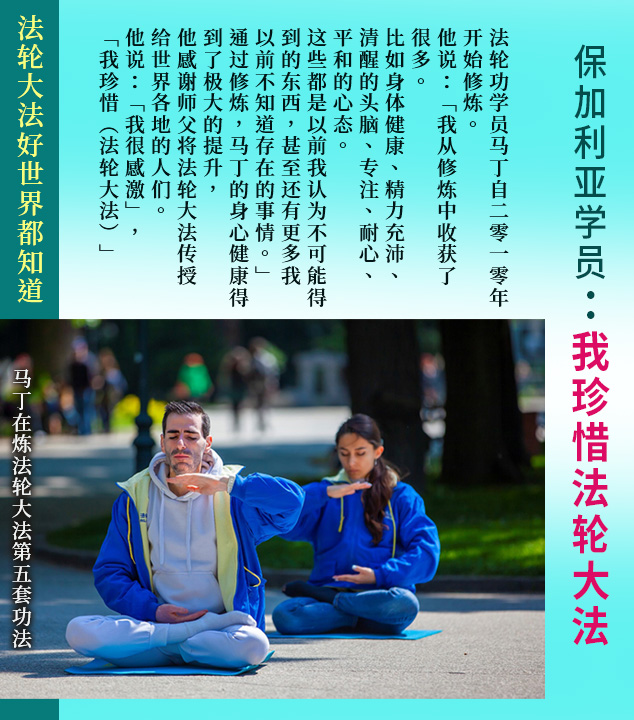 保加利亚学员：我珍惜法轮大法
法轮功学员马丁自二零一零年
开始修炼。
他说：「我从修炼中收获了
很多。
比如身体健康、精力充沛、
清醒的头脑、专注、耐心、
平和的心态。
这些都是以前我认为不可能得
到的东西，甚至还有更多我
以前不知道存在的事情。」
通过修炼，马丁的身心健康得
到了极大的提升，
他感谢师父将法轮大法传授
给世界各地的人们。
他说：「我很感激」，
「我珍惜（法轮大法）」
法轮大法好世界都知道
马丁在炼法轮大法第五套功法